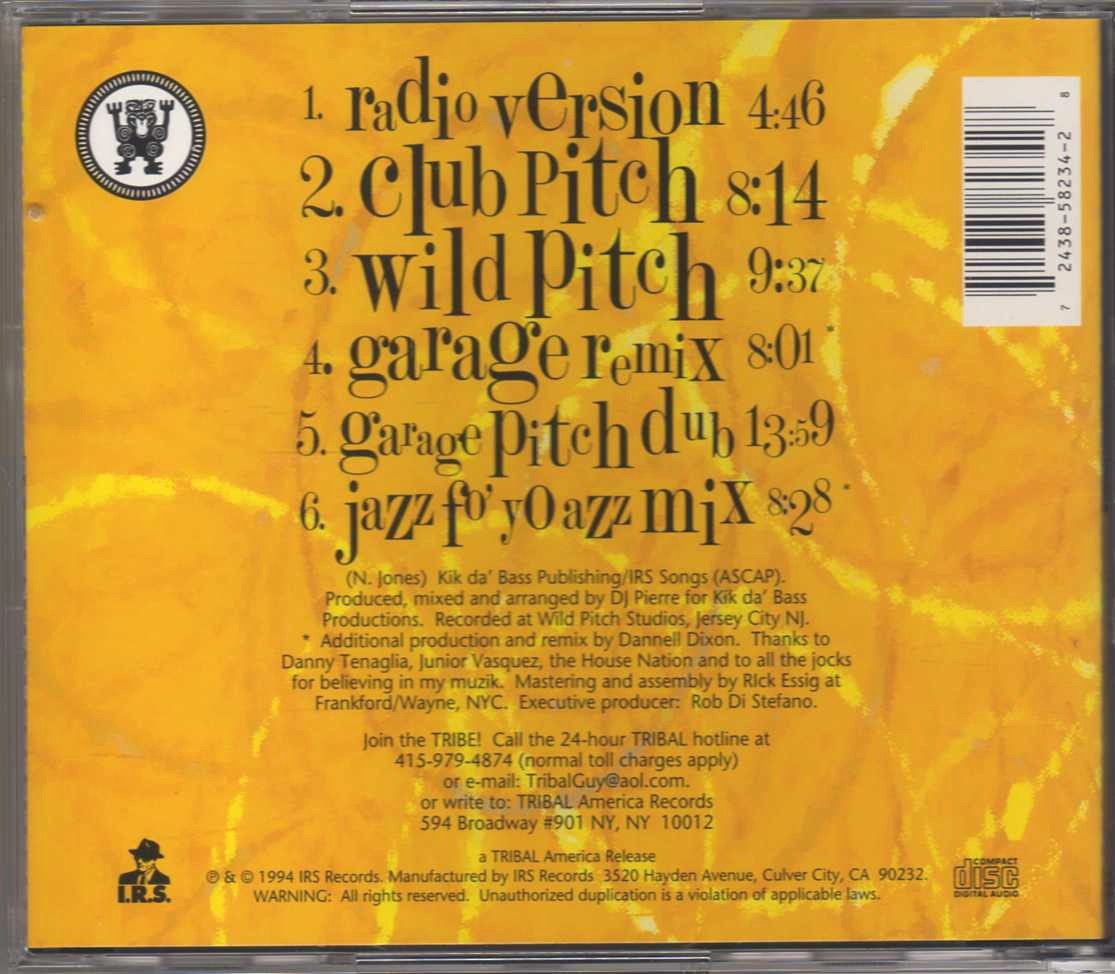 1. radio version 4:46
2. club pitch 8:14
3. wild pitch 9:37
4. garage remix 8:01 *
5. garage pitch dub 13:59
6. jazz fo' yo azz mix 8:28 *
(N. Jones) Kik da' Bass Publishing/IRS Songs (ASCAP).
Produced, mixed and arranged by DJ Pierre for Kik da' Bass
Productions. Recorded at Wild Pitch Studios, Jersey City NJ.
* Additional production and remix by Dannell Dixon. Thanks to
Danny Tenaglia, Junior Vasquez, the House Nation and to all the jocks
for believing in my muzik. Mastering and assembly by RIck Essig at
Frankford/Wayne, NYC. Executive producer: Rob Di Stefano.
Join the TRIBE! Call the 24-hour TRIBAL hotline at
415-979-4874 (normal toll charges apply)
or e-mail: TribalGuy@aol.com.
or write to: TRIBAL America Records
594 Broadway #901 NY, NY 10012
a TRIBAL America Release
℗ & © 1994 IRS Records. Manufactured by IRS Records 3520 Hayden Avenue, Culver City, CA 90232.
WARNING: All rights reserved. Unauthorized duplication is a violation of applicable laws.
I.R.S.
COMPACT
disc
DIGITAL AUDIO
7 2438-58234-2 8